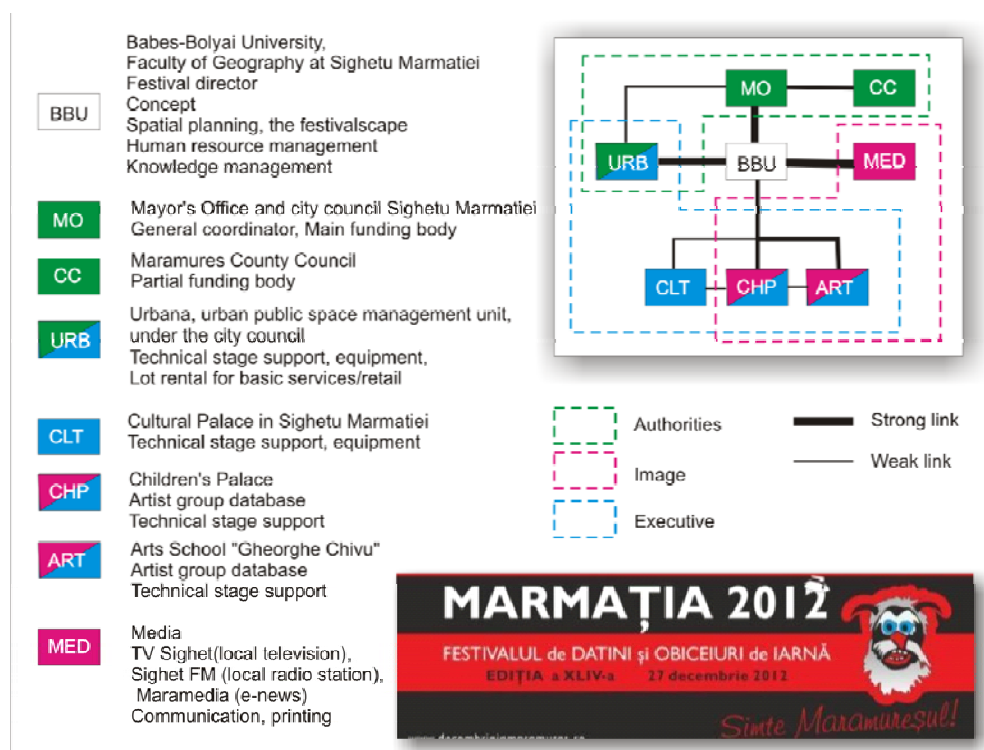 Babes-Bolyai University,
Faculty of Geography at Sighetu Marmatiei
Festival director
BBU
Concept
Spatial planning, the festivalscape
Human resource management
Knowledge management
MO
Mayor's Office and city council Sighetu Marmatiei
General coordinator, Main funding body
CC
Maramures County Council
Partial funding body
URB
Urbana, urban public space management unit,
under the city council
Technical stage support, equipment,
Lot rental for basic services/retail
CLT
Cultural Palace in Sighetu Marmatiei
Technical stage support, equipment
CHP
Children's Palace
Artist group database
Technical stage support
ART
Arts School "Gheorghe Chivu"
Artist group database
Technical stage support
MED
Media
TV Sighet(local television),
Sighet FM (local radio station),
Maramedia (e-news)
Communication, printing
MO CC
URB BBU MED
CLT CHP ART
Authorities
Image
Executive
Strong link
Weak link
MARMAȚIA 2012
FESTIVALUL de DATINI și OBICEIURI de IARNĂ
EDIȚIA a XLIV-a 27 decembrie 2012
Simte Maramureșul!